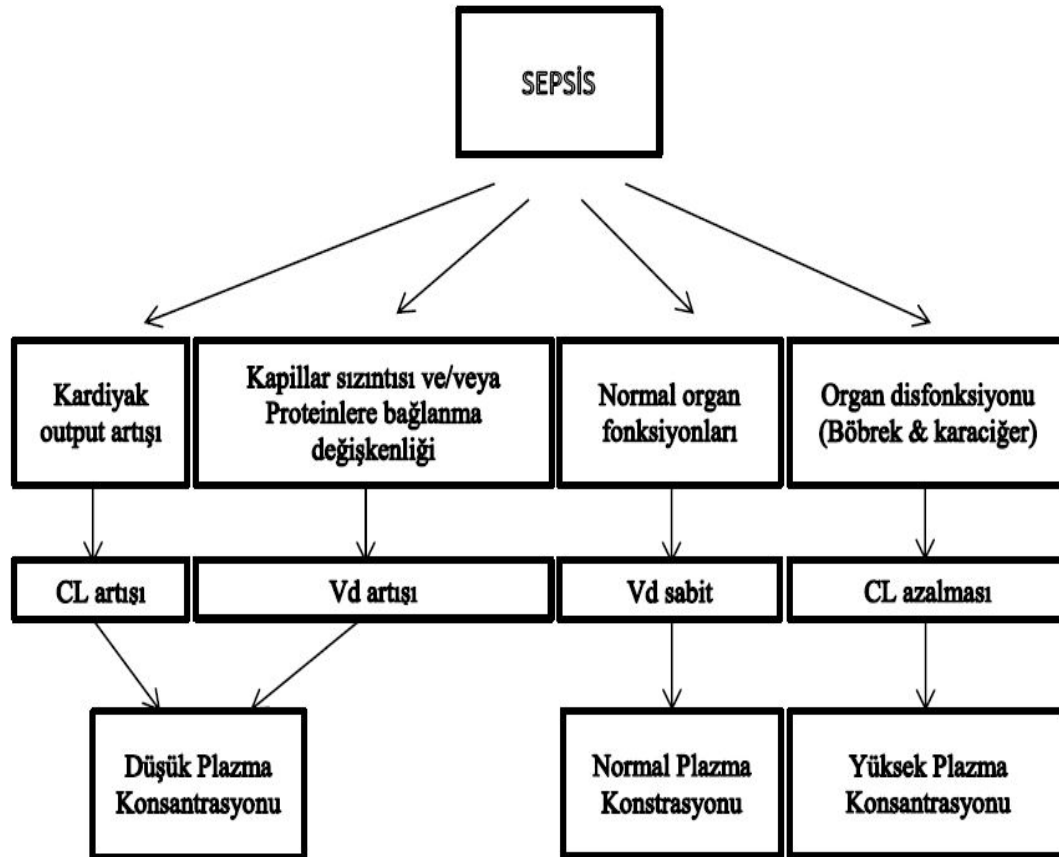 SEPSİS
Kardiyak
output artışı
Kapillar sızıntısı ve/veya
Proteinlere bağlanma
değişkenliği
Normal organ
fonksiyonları
Organ disfonksiyonu
(Böbrek & karaciğer)
CL artışı
Vd artışı
Vd sabit
CL azalması
Düşük Plazma
Konsantrasyonu
Normal Plazma
Konstrasyonu
Yüksek Plazma
Konsantrasyonu